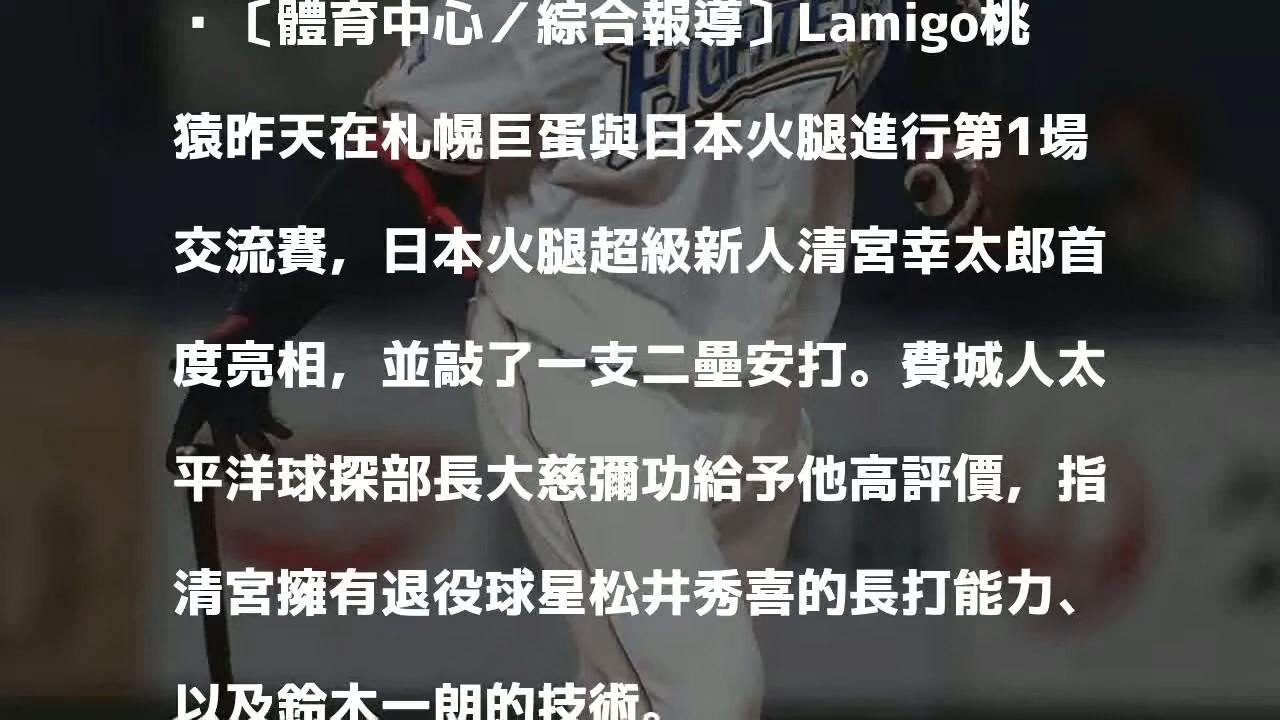 ·〔體育中心／綜合報導〕Lamigo桃
猿昨天在札幌巨蛋與日本火腿進行第1場
交流賽，日本火腿超級新人清宮幸太郎首
度亮相，並敲了一支二壘安打。費城人太
平洋球探部長大慈彌功給予他高評價，指
清宮擁有退役球星松井秀喜的長打能力、
以及鈴木一朗的技術。
FIGHTERS